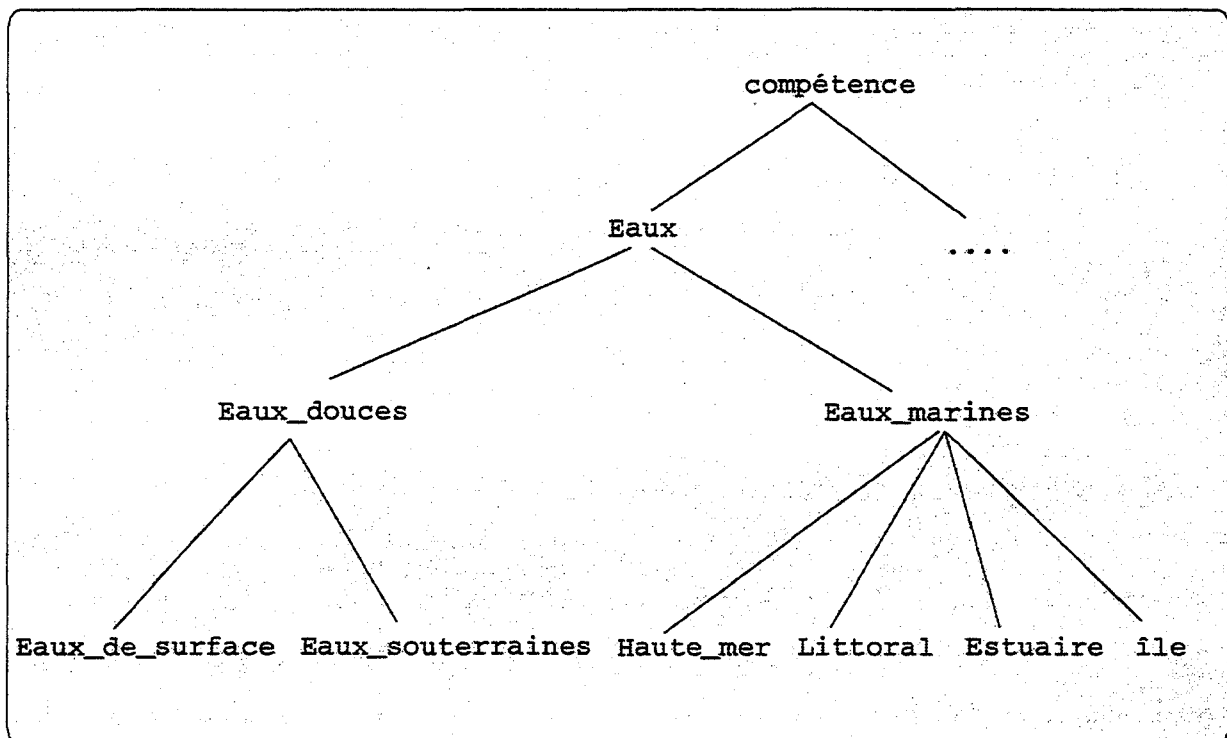 compétence
Eaux
....
Eaux_douces Eaux_marines
Eaux_de_surface Eaux_souterraines Haute_mer Littoral Estuaire île